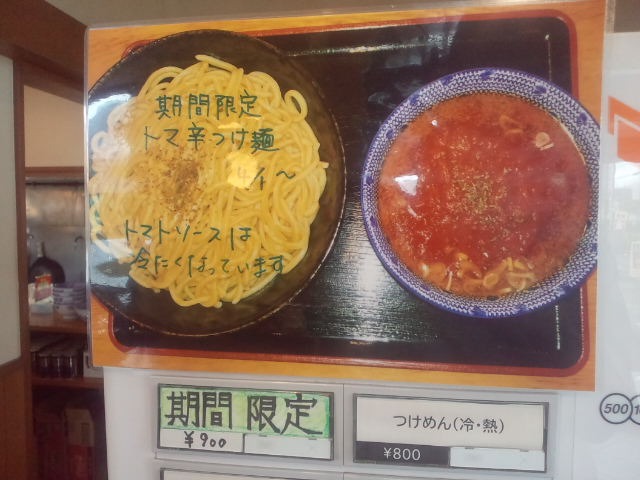 期間限定
トマ辛つけ麺
4/1～
トマトソースは
冷たくなっています
期間 限定
¥900
つけめん(冷・熱)
¥800
500